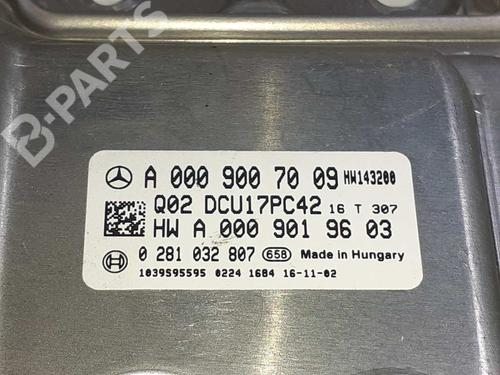 B-PARTS
A 000 900 70 09 HW143200
Q02 DCU17PC42 16 T 307
HW A 000 901 96 03
0 281 032 807 658 Made in Hungary
1039S95595 0224 1684 16-11-02